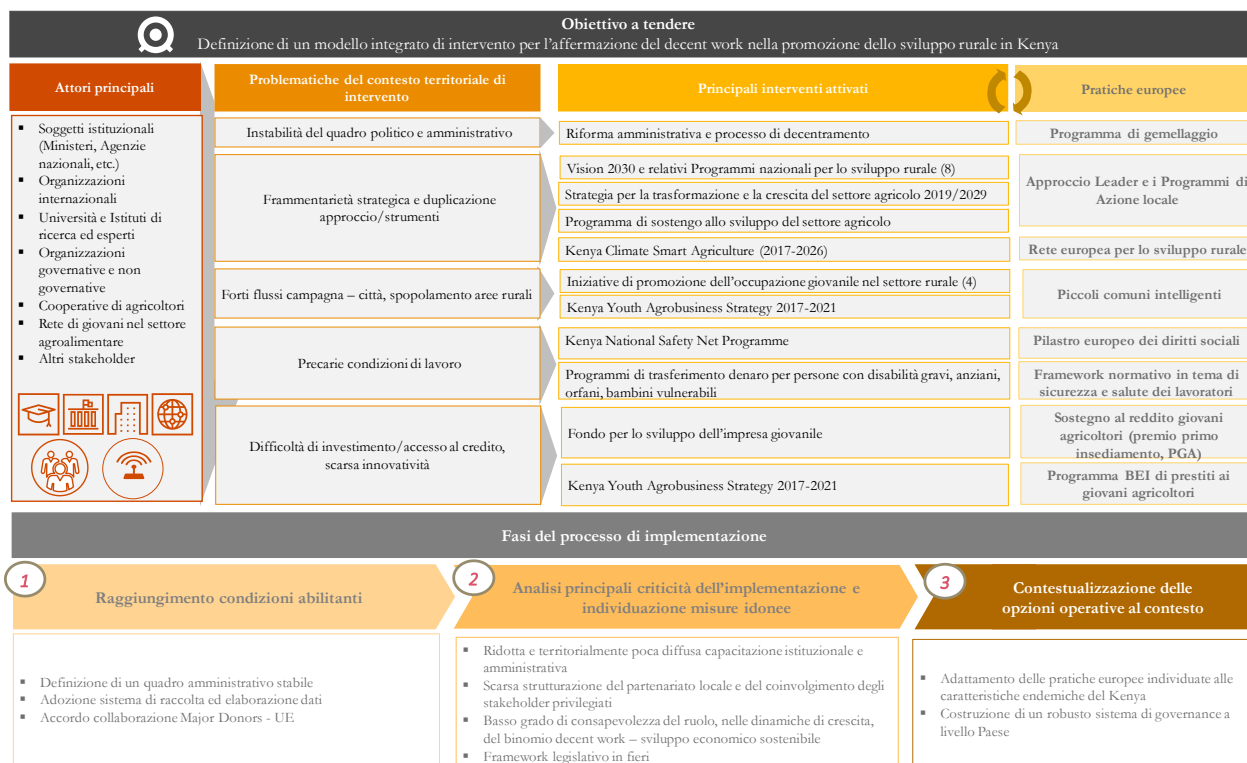 Obiettivo a tendere
Definizione di un modello integrato di intervento per l'affermazione del decent work nella promozione dello sviluppo rurale in Kenya
Attori principali
▪ Soggetti istituzionali
(Ministeri, Agenzie
nazionali, etc.)
▪ Organizzazioni
internazionali
▪ Università e Istituti di
ricerca ed esperti
▪ Organizzazioni
governative e non
governative
▪ Cooperative di agricoltori
▪ Rete di giovani nel settore
agroalimentare
▪ Altri stakeholder
Problematiche del contesto territoriale di
intervento
Instabilità del quadro politico e amministrativo
Frammentarietà strategica e duplicazione
approccio/strumenti
Forti flussi campagna – città, spopolamento aree rurali
Precarie condizioni di lavoro
Difficoltà di investimento/accesso al credito,
scarsa innovatività
Principali interventi attivati
Riforma amministrativa e processo di decentramento
Vision 2030 e relativi Programmi nazionali per lo sviluppo rurale (8)
Strategia per la trasformazione e la crescita del settore agricolo 2019/2029
Programma di sostengo allo sviluppo del settore agricolo
Kenya Climate Smart Agriculture (2017-2026)
Iniziative di promozione dell'occupazione giovanile nel settore rurale (4)
Kenya Youth Agrobusiness Strategy 2017-2021
Kenya National Safety Net Programme
Programmi di trasferimento denaro per persone con disabilità gravi, anziani,
orfani, bambini vulnerabili
Fondo per lo sviluppo dell'impresa giovanile
Kenya Youth Agrobusiness Strategy 2017-2021
Pratiche europee
Programma di gemellaggio
Approccio Leader e i Programmi di
Azione locale
Rete europea per lo sviluppo rurale
Piccoli comuni intelligenti
Pilastro europeo dei diritti sociali
Framework normativo in tema di
sicurezza e salute dei lavoratori
Sostegno al reddito giovani
agricoltori (premio primo
insediamento, PGA)
Programma BEI di prestiti ai
giovani agricoltori
Fasi del processo di implementazione
1
Raggiungimento condizioni abilitanti
▪ Definizione di un quadro amministrativo stabile
▪ Adozione sistema di raccolta ed elaborazione dati
▪ Accordo collaborazione Major Donors - UE
2
Analisi principali criticità dell'implementazione e
individuazione misure idonee
▪ Ridotta e territorialmente poca diffusa capacitazione istituzionale e
amministrativa
▪ Scarsa strutturazione del partenariato locale e del coinvolgimento degli
stakeholder privilegiati
▪ Basso grado di consapevolezza del ruolo, nelle dinamiche di crescita,
del binomio decent work – sviluppo economico sostenibile
▪ Framework legislativo in fieri
3
Contestualizzazione delle
opzioni operative al contesto
▪ Adattamento delle pratiche europee individuate alle
caratteristiche endemiche del Kenya
▪ Costruzione di un robusto sistema di governance a
livello Paese